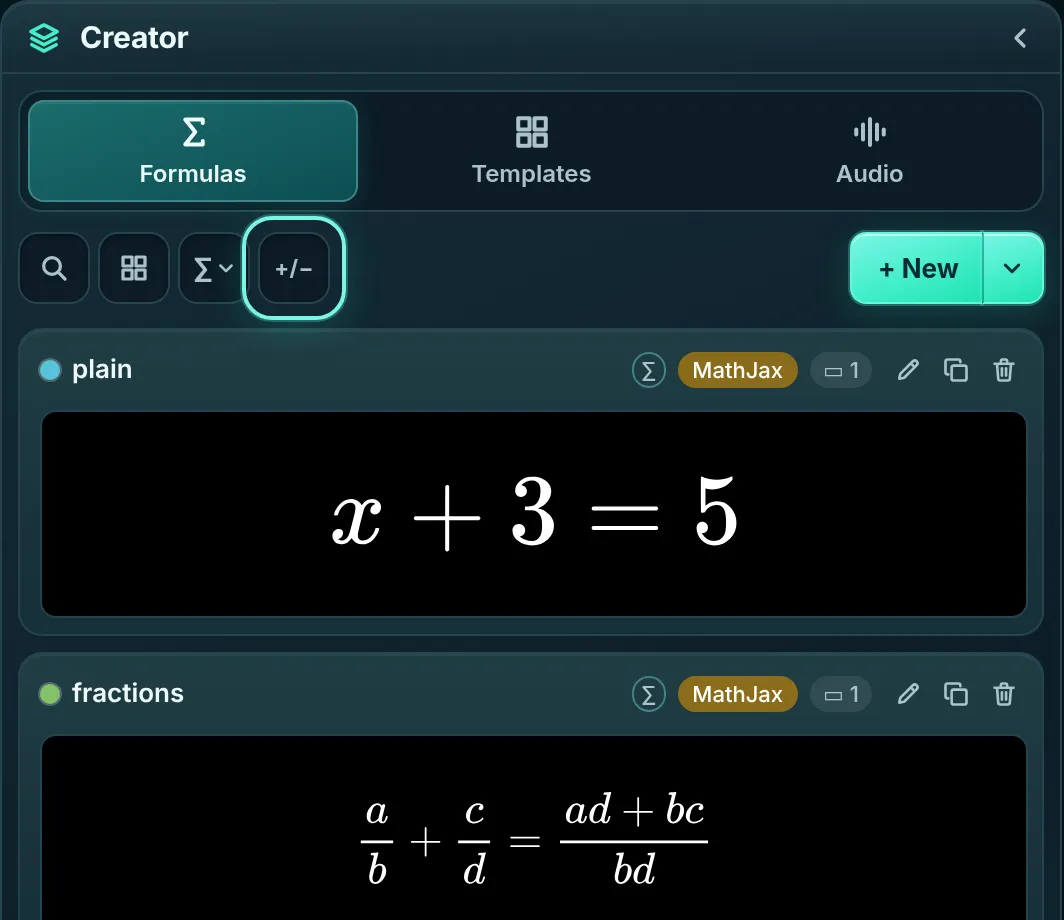 Creator
Σ
Formulas
Templates
Audio
Σ
+/−
+ New
plain
∑
MathJax
▭ 1
x + 3 = 5
fractions
∑
MathJax
▭ 1
a/b + c/d = (ad + bc)/bd